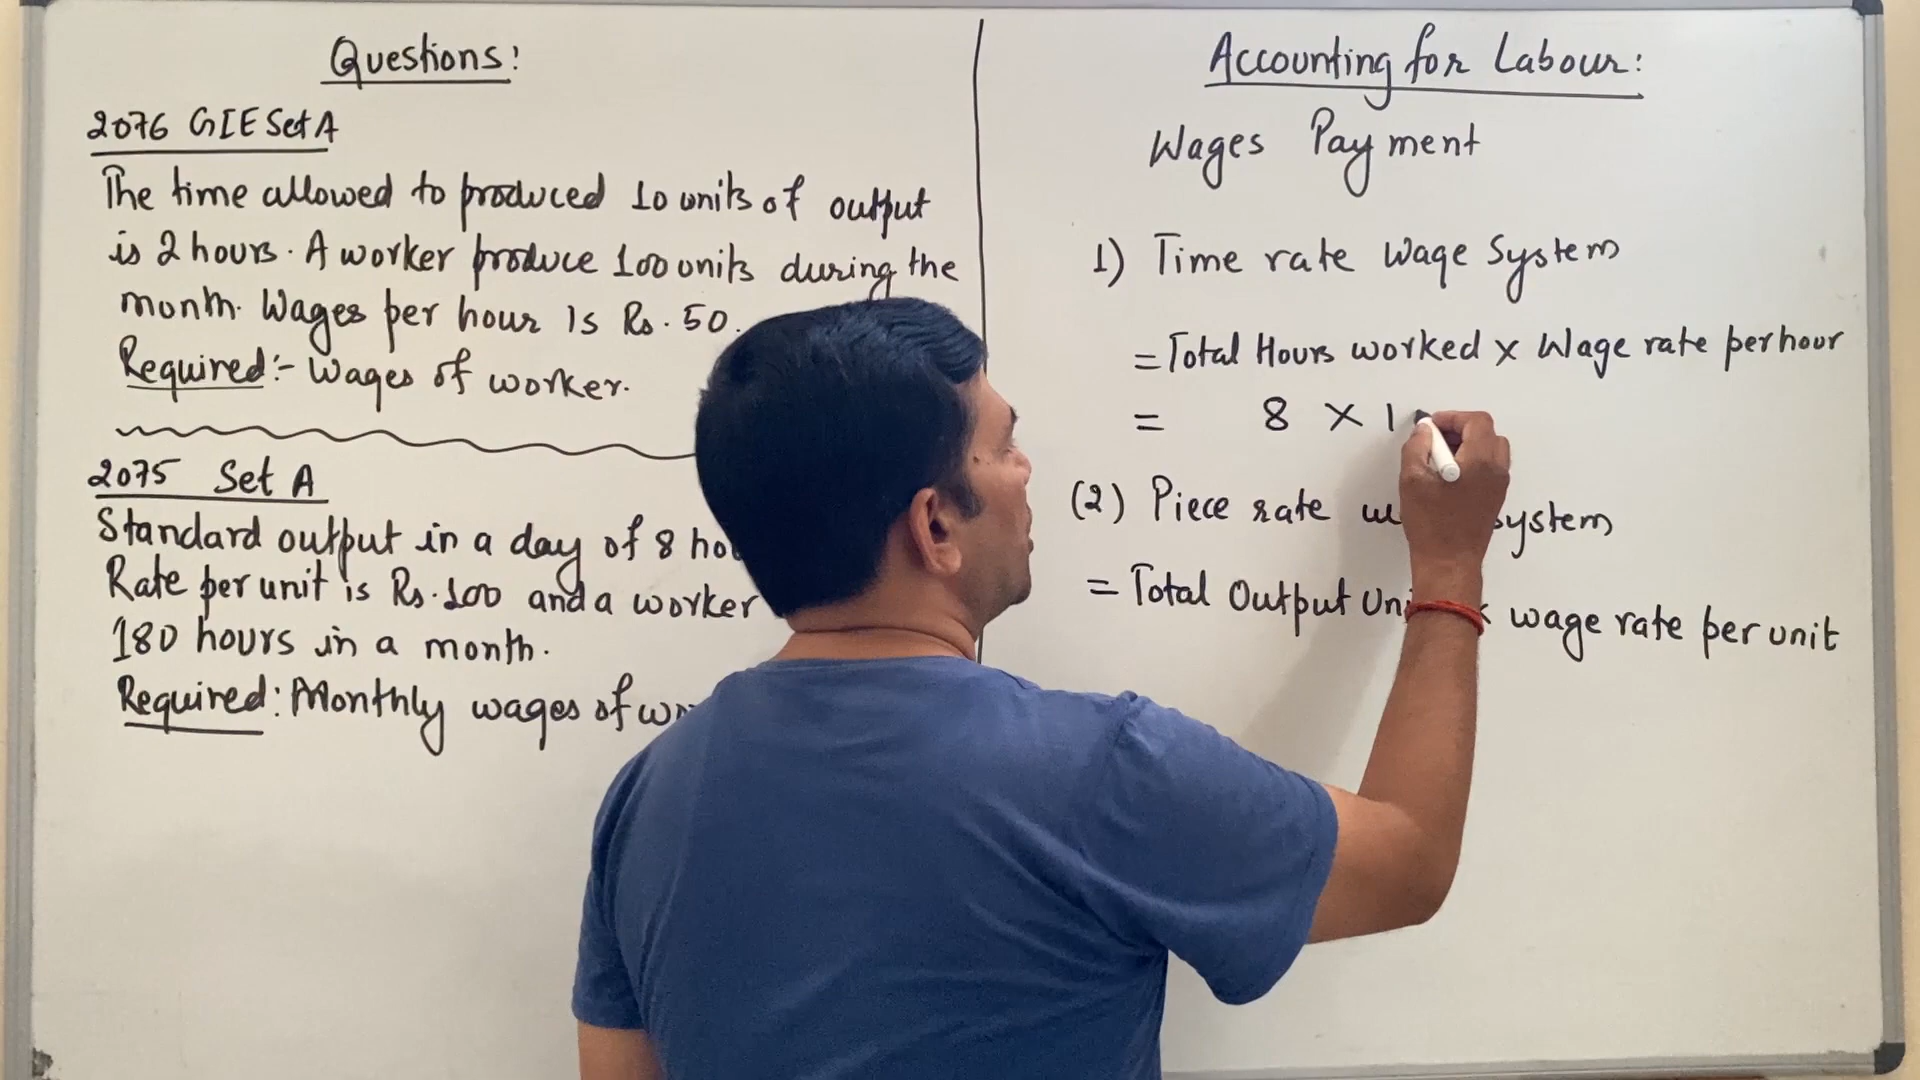 Questions:
2076 GIE Set A
The time allowed to produced 10 units of output
is 2 hours. A worker produce 100 units during the
month. Wages per hour is Rs. 50.
Required:- Wages of worker.
2075 Set A
Standard output in a day of 8
Rate per unit is Rs. 100 and a worker
180 hours in a month.
Required: Monthly wages of
Accounting for Labour:
Wages Payment
1) Time rate wage System
= Total Hours worked x Wage rate per hour
= 8 x 1
(2) Piece rate
= Total Output wage rate per unit